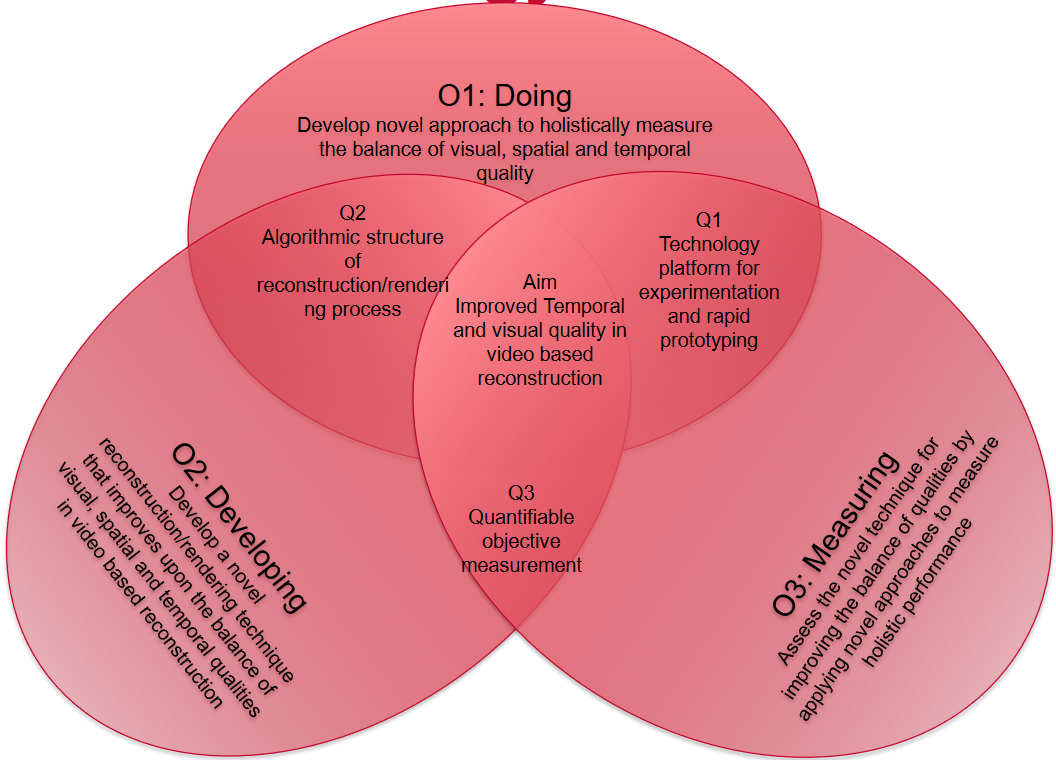 O1: Doing
Develop novel approach to holistically measure
the balance of visual, spatial and temporal
quality
Q2
Algorithmic structure
of
reconstruction/renderi
ng process
Q1
Technology
platform for
experimentation
and rapid
prototyping
Aim
Improved Temporal
and visual quality in
video based
reconstruction
Q3
Quantifiable
objective
measurement
O2: Developing
Develop a novel
reconstruction/rendering technique
that improves upon the balance of
visual, spatial and temporal qualities
in video based reconstruction
O3: Measuring
Assess the novel technique for
improving the balance of qualities by
applying novel approaches to measure
holistic performance